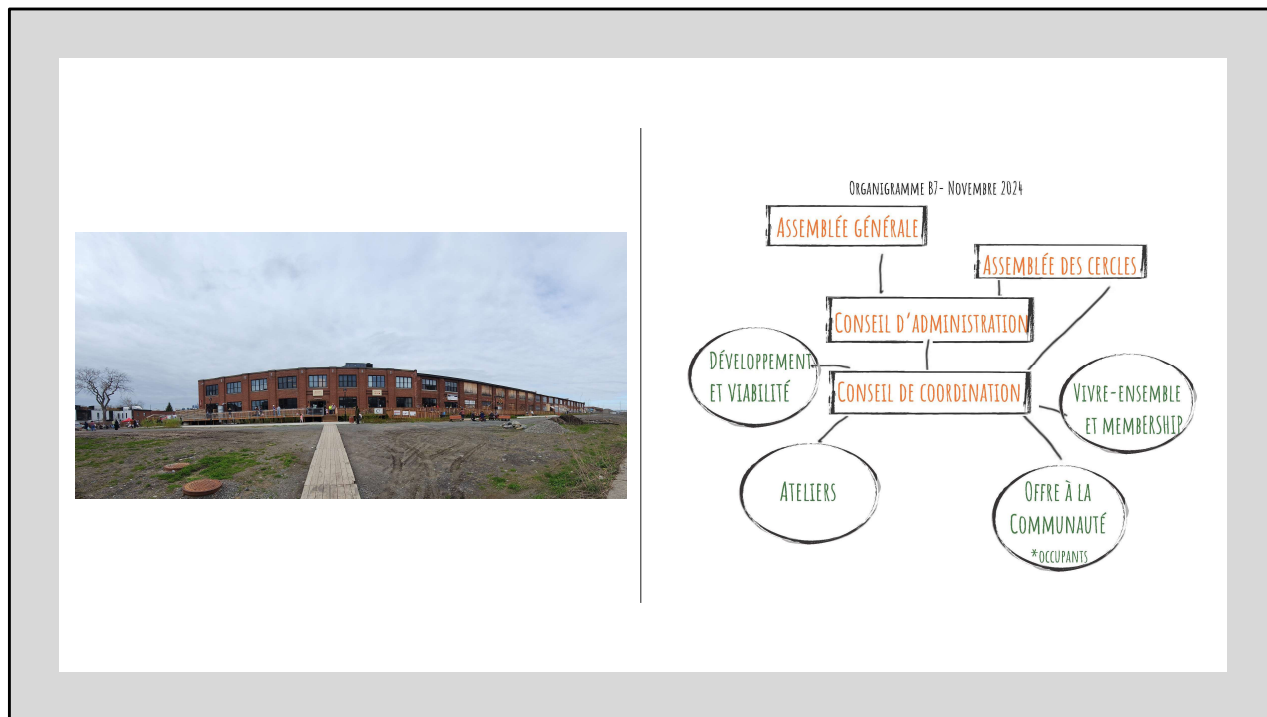 Organigramme B7- Novembre 2024
Assemblée générale
Assemblée des cercles
Conseil d'administration
Développement
et viabilité
Conseil de coordination
Vivre-ensemble
et membership
Ateliers
Offre à la
Communauté
*occupants